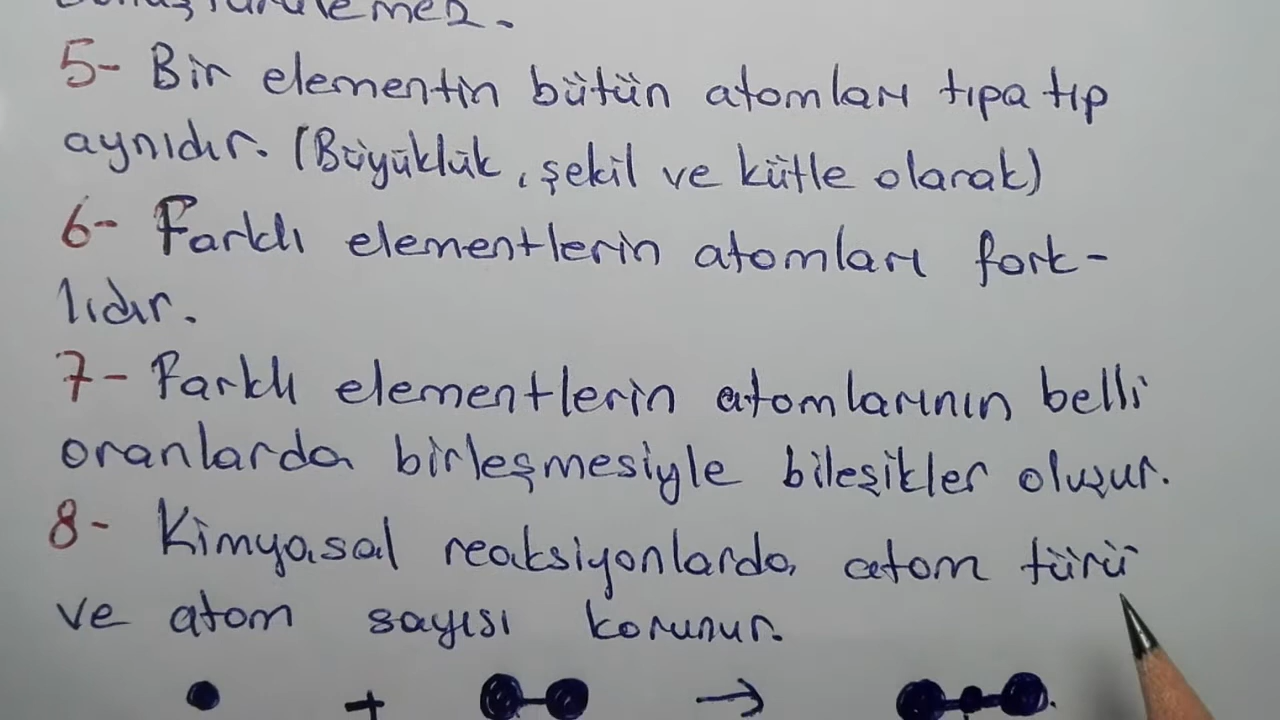 5- Bir elementin bütün atomları tıpa tıp
aynıdır. (Büyüklük, şekil ve kütle olarak)
6- Farklı elementlerin atomları fark-
lıdır.
7- Farklı elementlerin atomlarının belli
oranlarda birleşmesiyle bileşikler oluşur.
8- Kimyasal reaksiyonlarda atom türü
ve atom sayısı korunur.
+ →